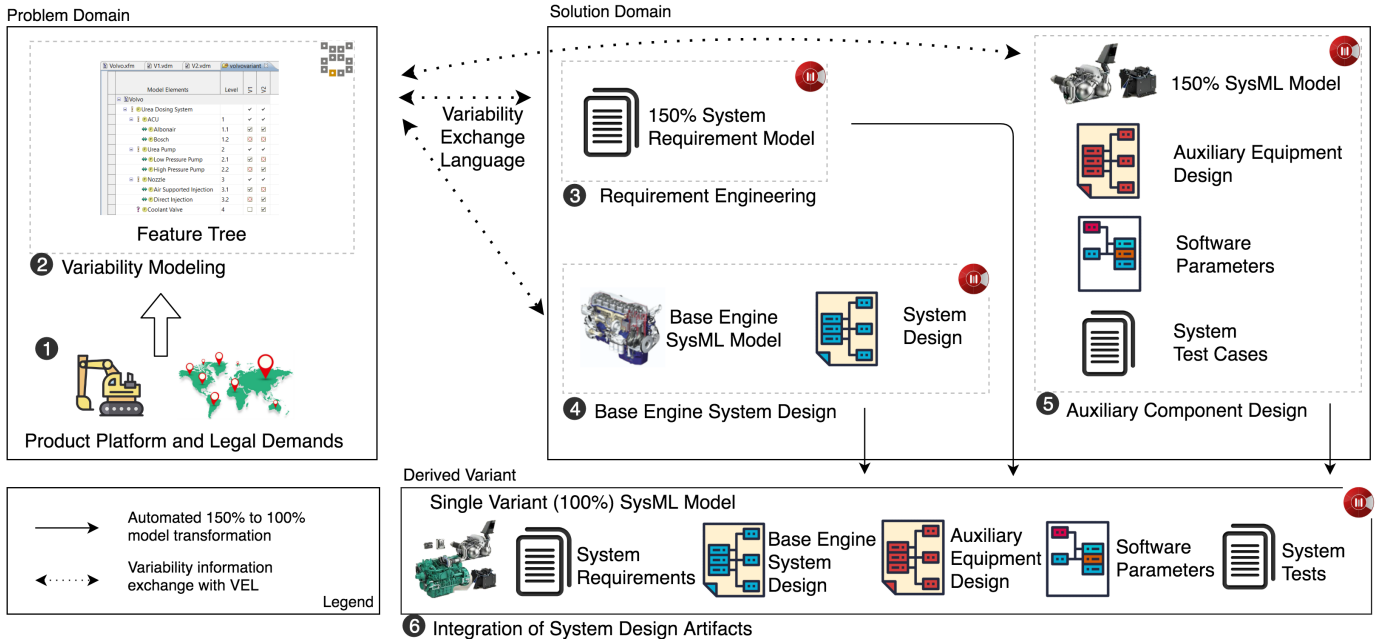 Problem Domain
Volvo.xfm
V1.vdm
V2.vdm
volvovariant
Model Elements
Level
Volvo
Urea Dosing System
ACU 1
Albonair 1.1
Bosch 1.2
Urea Pump 2
Low Pressure Pump 2.1
High Pressure Pump 2.2
Nozzle 3
Air Supported Injection 3.1
Direct Injection 3.2
Coolant Valve 4
Feature Tree
2 Variability Modeling
1
Product Platform and Legal Demands
Variability
Exchange
Language
Solution Domain
150% System
Requirement Model
3 Requirement Engineering
Base Engine
SysML Model
System
Design
4 Base Engine System Design
150% SysML Model
Auxiliary Equipment
Design
Software
Parameters
System
Test Cases
5 Auxiliary Component Design
Automated 150% to 100%
model transformation
Variability information
exchange with VEL
Legend
Derived Variant
Single Variant (100%) SysML Model
System
Requirements
Base Engine
System
Design
Auxiliary
Equipment
Design
Software
Parameters
System
Tests
6 Integration of System Design Artifacts